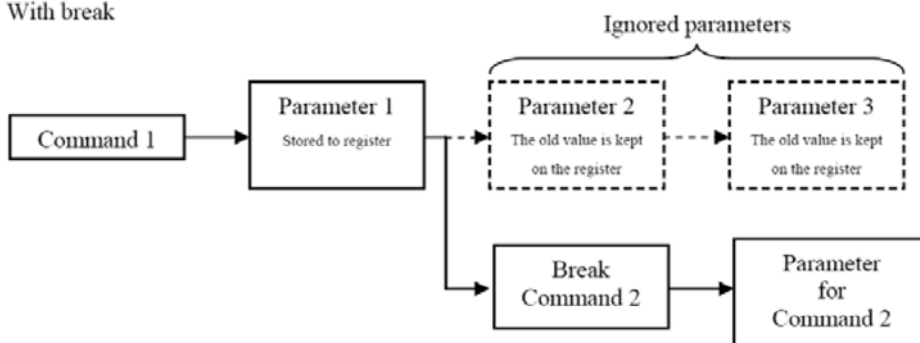 With break
Ignored parameters
Command 1
Parameter 1
Stored to register
Parameter 2
The old value is kept
on the register
Parameter 3
The old value is kept
on the register
Break
Command 2
Parameter
for
Command 2